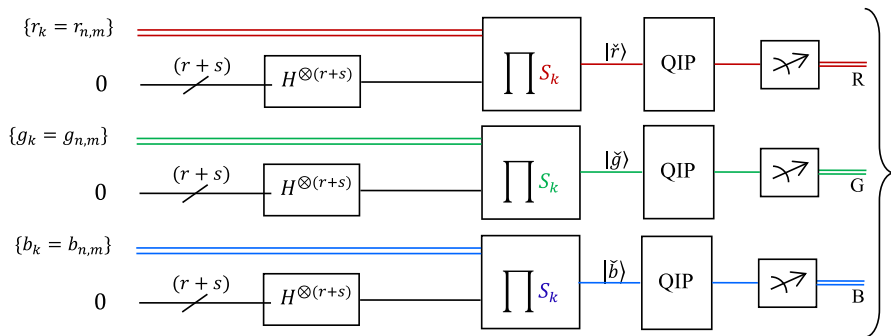 {r_k = r_{n,m}}
|ř⟩
(r + s)
H^{⊗(r+s)}
∏ S_k
QIP
0
R
{g_k = g_{n,m}}
|ğ⟩
(r + s)
H^{⊗(r+s)}
∏ S_k
QIP
0
G
{b_k = b_{n,m}}
|b̌⟩
(r + s)
H^{⊗(r+s)}
∏ S_k
QIP
0
B